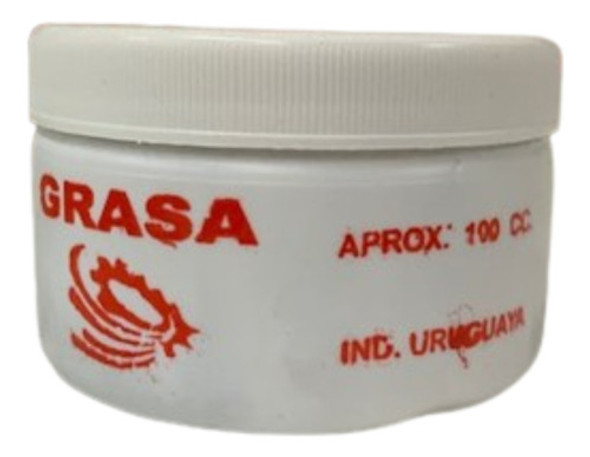 GRASA
APROX. 100 CC.
IND. URUGUAYA